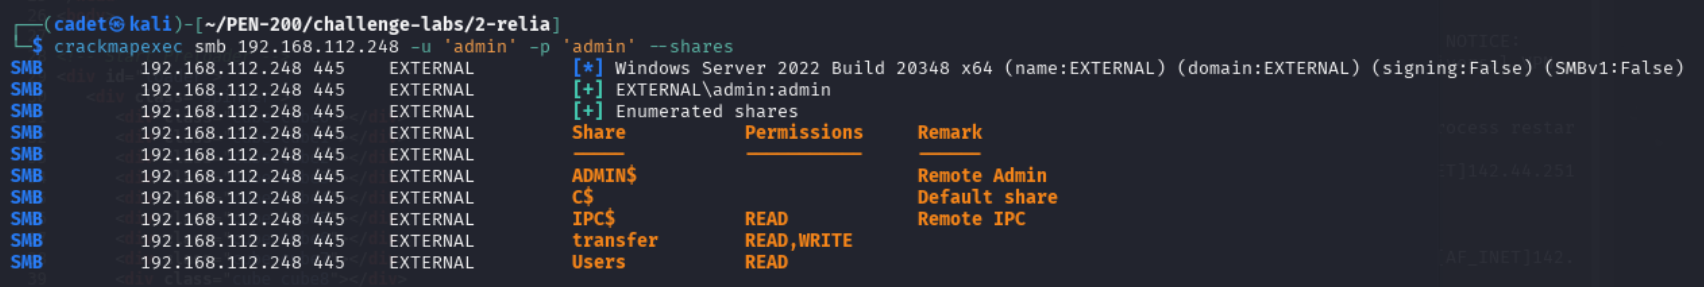 ┌──(cadet㉿kali)-[~/PEN-200/challenge-labs/2-relia]
└─$ crackmapexec smb 192.168.112.248 -u 'admin' -p 'admin' --shares
SMB 192.168.112.248 445 EXTERNAL [*] Windows Server 2022 Build 20348 x64 (name:EXTERNAL) (domain:EXTERNAL) (signing:False) (SMBv1:False)
SMB 192.168.112.248 445 EXTERNAL [+] EXTERNAL\admin:admin
SMB 192.168.112.248 445 EXTERNAL [+] Enumerated shares
SMB 192.168.112.248 445 EXTERNAL Share Permissions Remark
SMB 192.168.112.248 445 EXTERNAL ----- ----------- ------
SMB 192.168.112.248 445 EXTERNAL ADMIN$ Remote Admin
SMB 192.168.112.248 445 EXTERNAL C$ Default share
SMB 192.168.112.248 445 EXTERNAL IPC$ READ Remote IPC
SMB 192.168.112.248 445 EXTERNAL transfer READ,WRITE
SMB 192.168.112.248 445 EXTERNAL Users READ